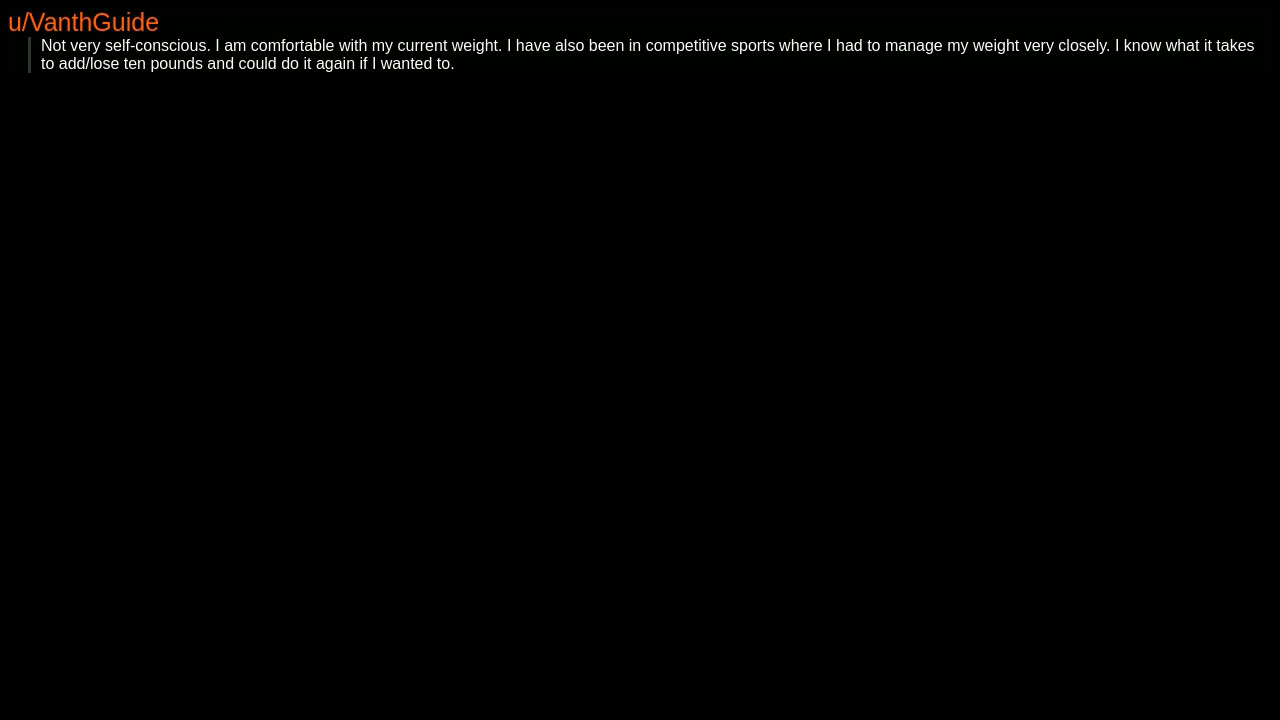 u/VanthGuide
Not very self-conscious. I am comfortable with my current weight. I have also been in competitive sports where I had to manage my weight very closely. I know what it takes
to add/lose ten pounds and could do it again if I wanted to.